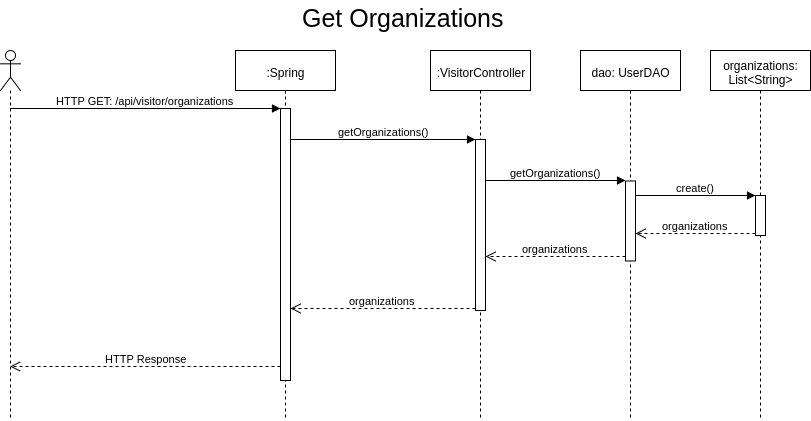 Get Organizations
:Spring
:VisitorController
dao: UserDAO
organizations:
List<String>
HTTP GET: /api/visitor/organizations
getOrganizations()
getOrganizations()
create()
organizations
organizations
organizations
HTTP Response